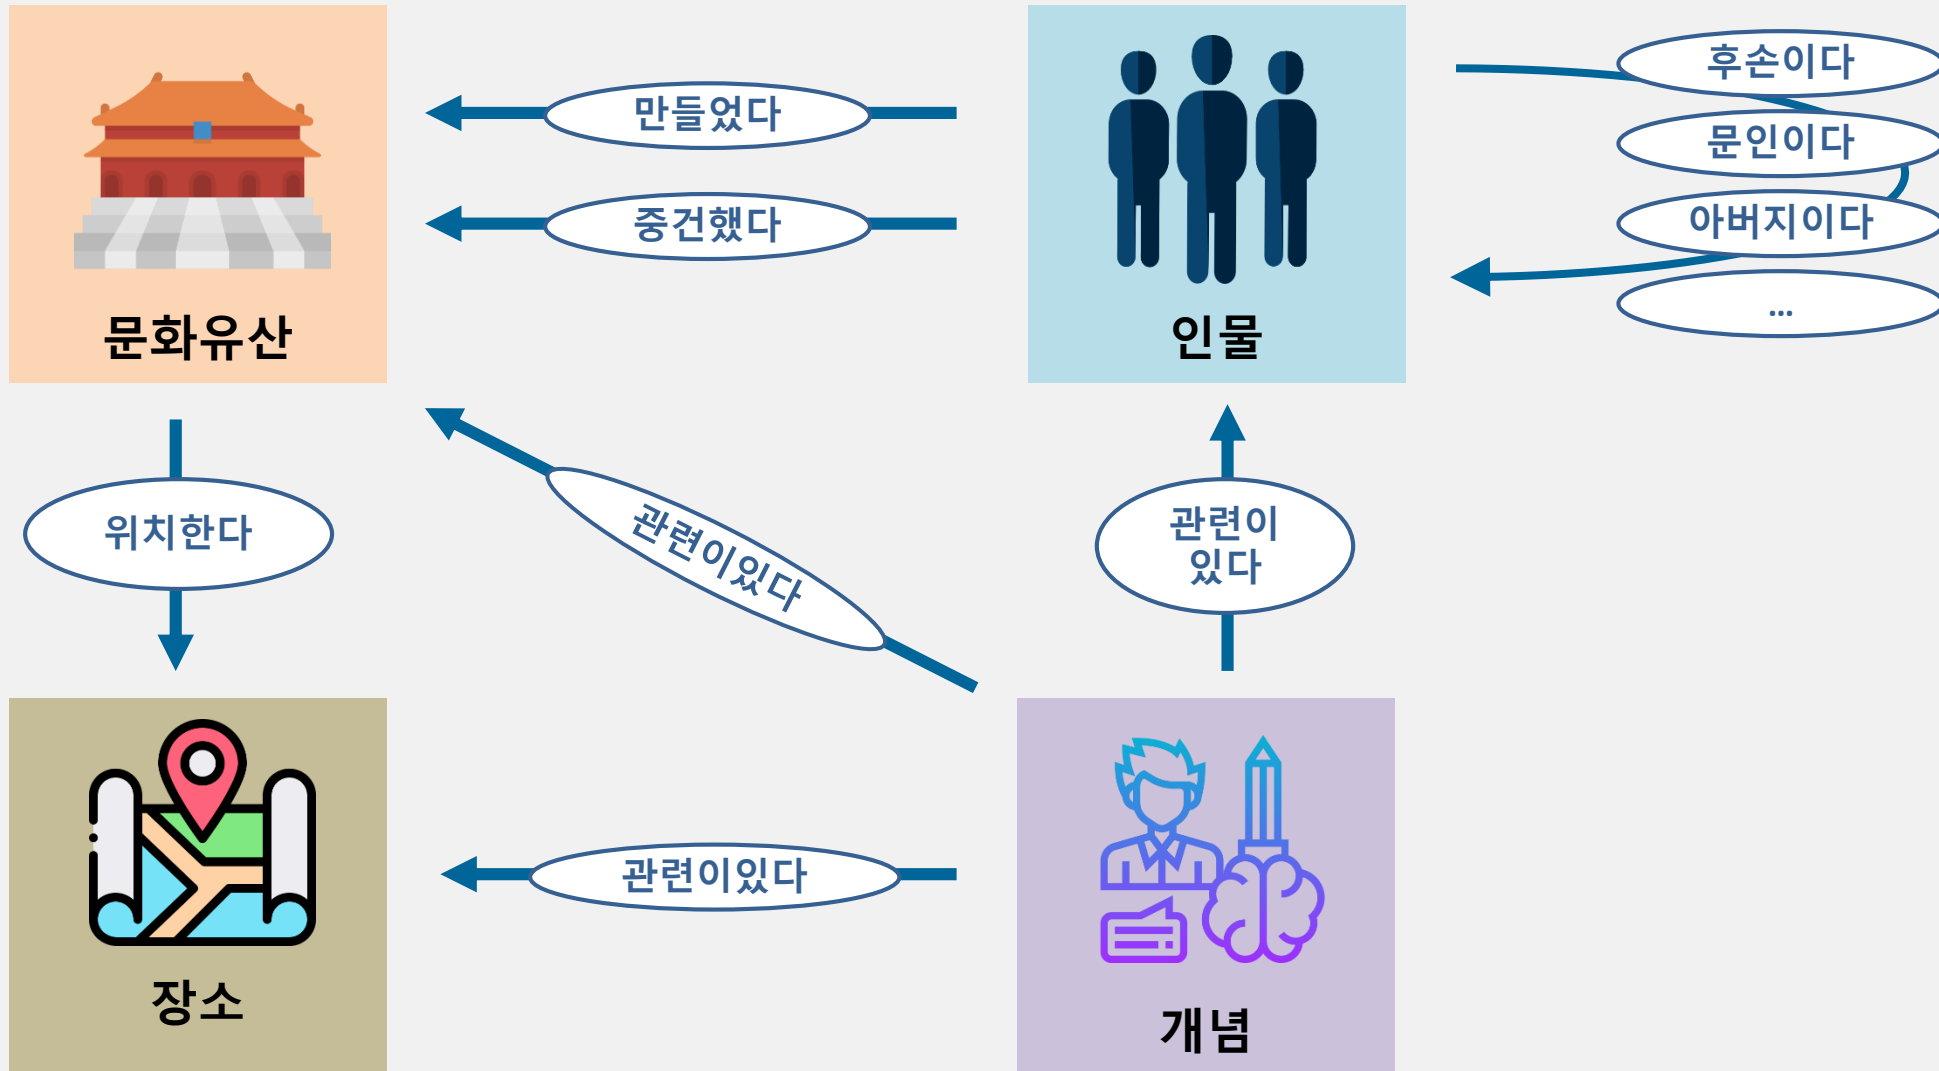 후손이다
만들었다
문인이다
중건했다
아버지이다
...
문화유산
인물
위치한다
관련이있다
관련이
있다
관련이있다
장소
개념